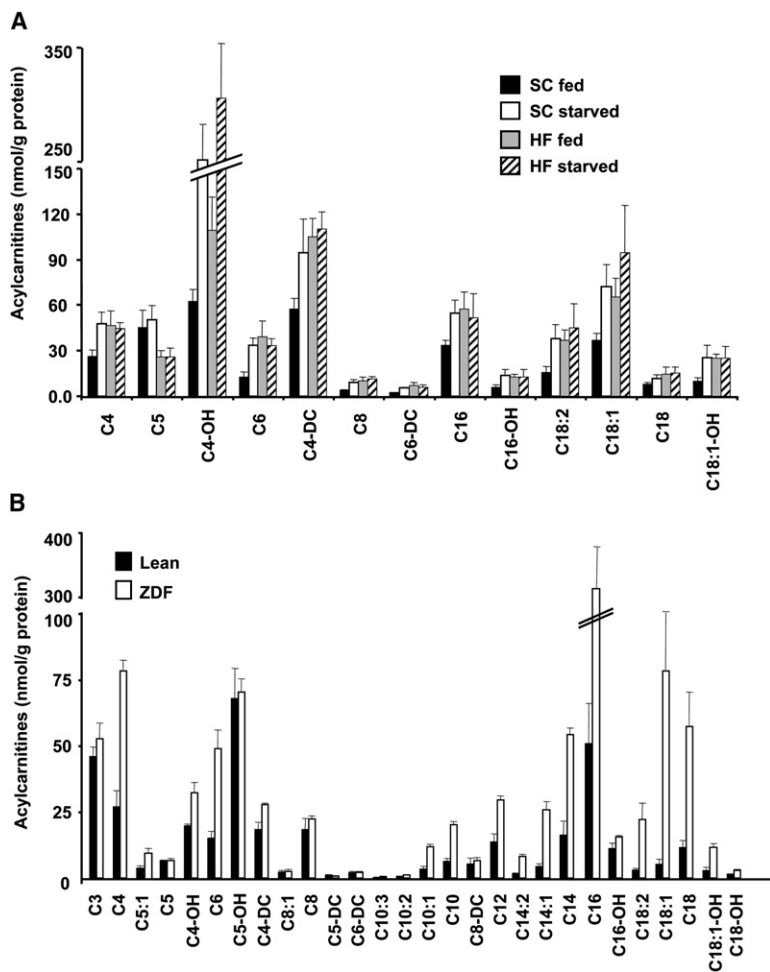 A
Acylcarnitines (nmol/g protein)
350
250
150
120
90
60
30
0.0
SC fed
SC starved
HF fed
HF starved
C4
C5
C4-OH
C6
C4-DC
C8
C6-DC
C16
C16-OH
C18:2
C18:1
C18
C18:1-OH
B
Acylcarnitines (nmol/g protein)
400
300
100
75
50
25
0
Lean
ZDF
C3
C4
C5:1
C5
C4-OH
C6
C5-OH
C4-DC
C8:1
C8
C5-DC
C6-DC
C10:3
C10:2
C10:1
C10
C8-DC
C12
C14:2
C14:1
C14
C16
C16-OH
C18:2
C18:1
C18
C18:1-OH
C18-OH